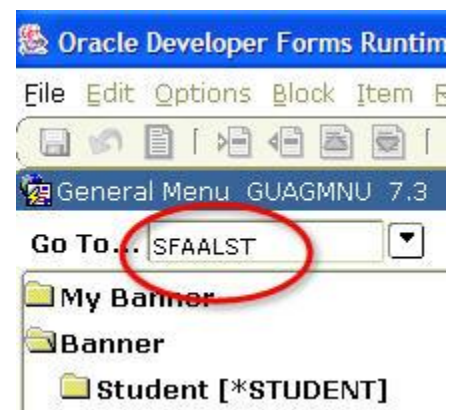 Oracle Developer Forms Runtim
File Edit Options Block Item R
General Menu GUAGMNU 7.3
Go To... SFAALST
My Banner
Banner
Student [*STUDENT]